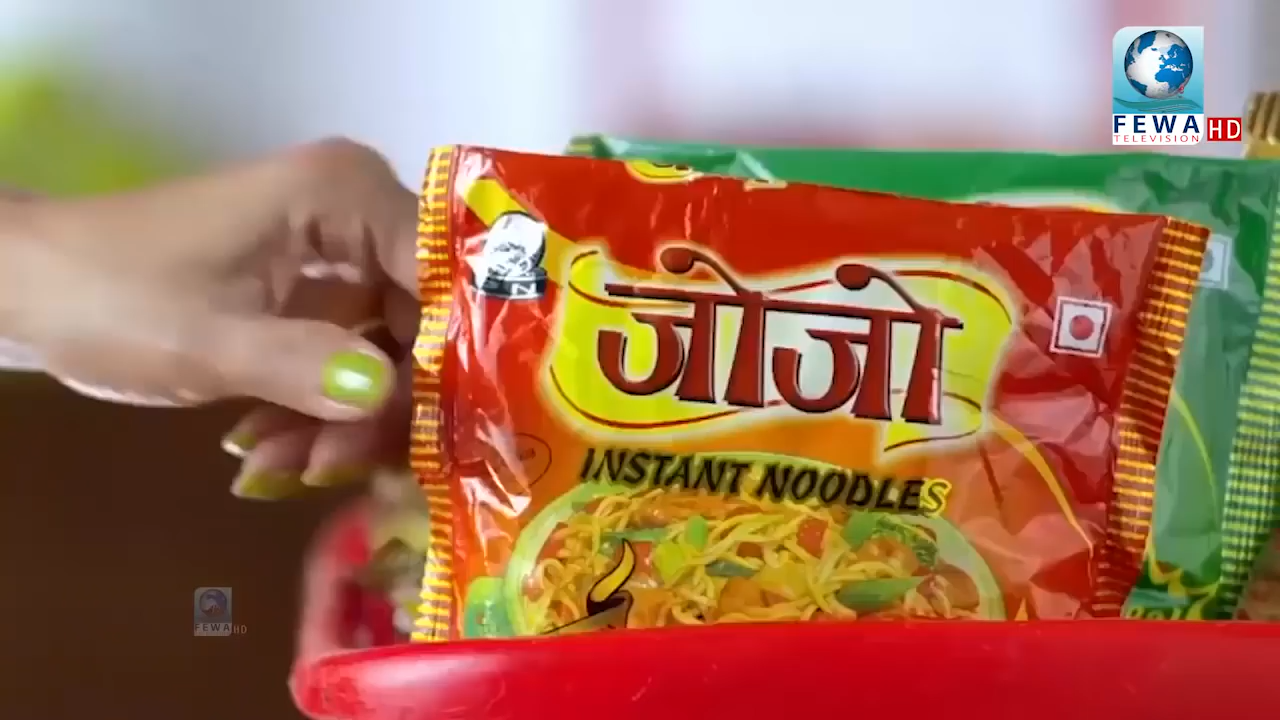 FEWA HD
TELEVISION
जोजो
INSTANT NOODLES
FEWA HD